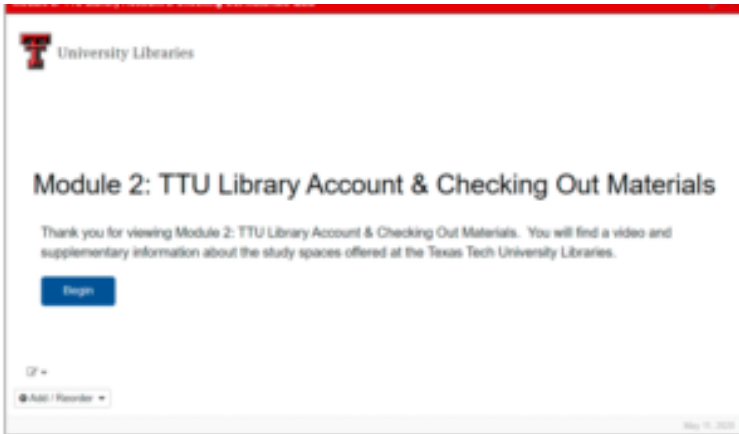 University Libraries
Module 2: TTU Library Account & Checking Out Materials
Thank you for viewing Module 2: TTU Library Account & Checking Out Materials. You will find a video and
supplementary information about the study spaces offered at the Texas Tech University Libraries.
Begin
Add / Reorder